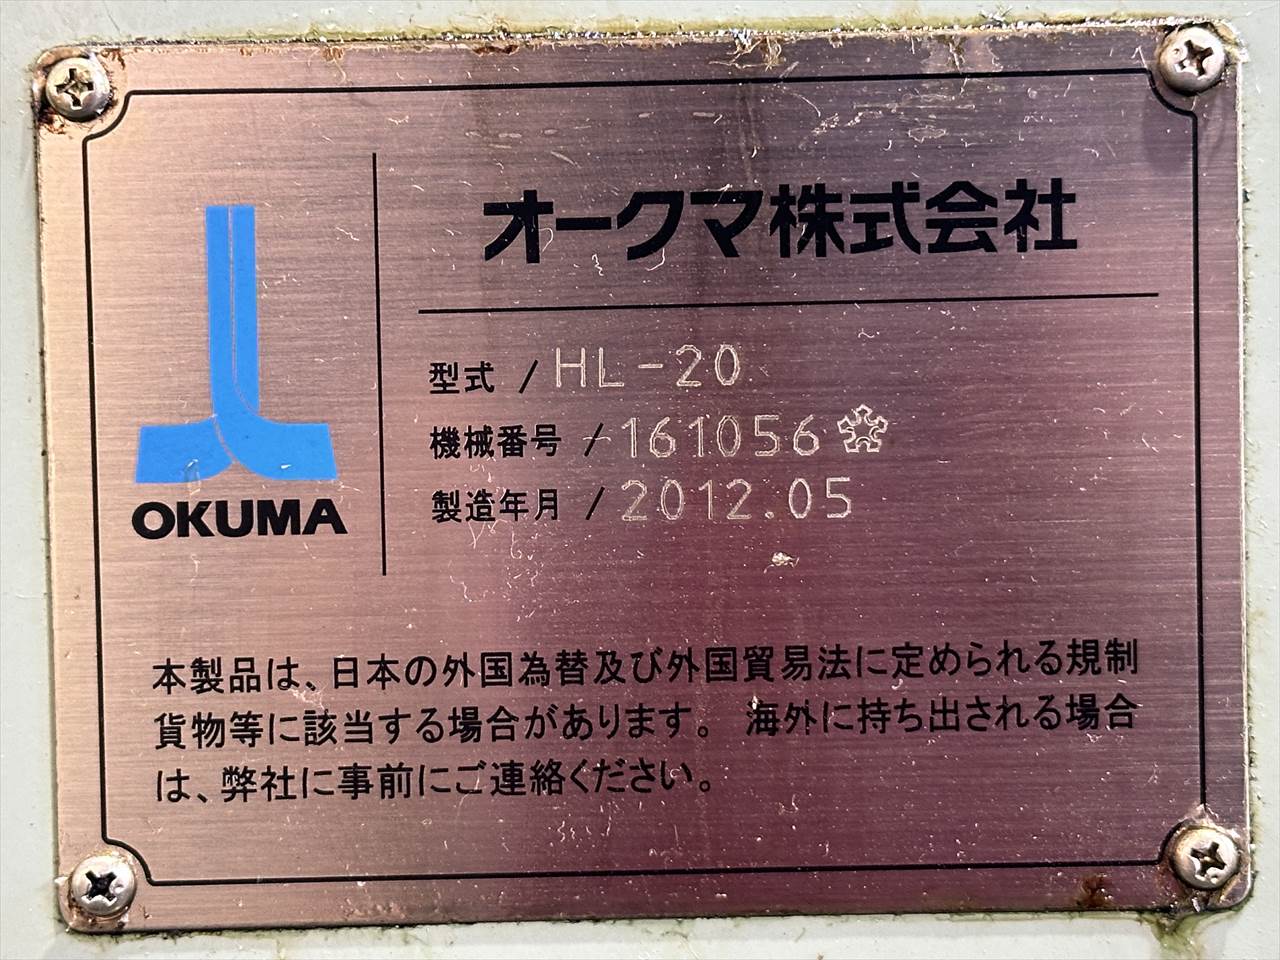 オークマ株式会社
OKUMA
型式 / HL-20
機械番号 / 161056
製造年月 / 2012.05
本製品は、日本の外国為替及び外国貿易法に定められる規制
貨物等に該当する場合があります。 海外に持ち出される場合
は、弊社に事前にご連絡ください。